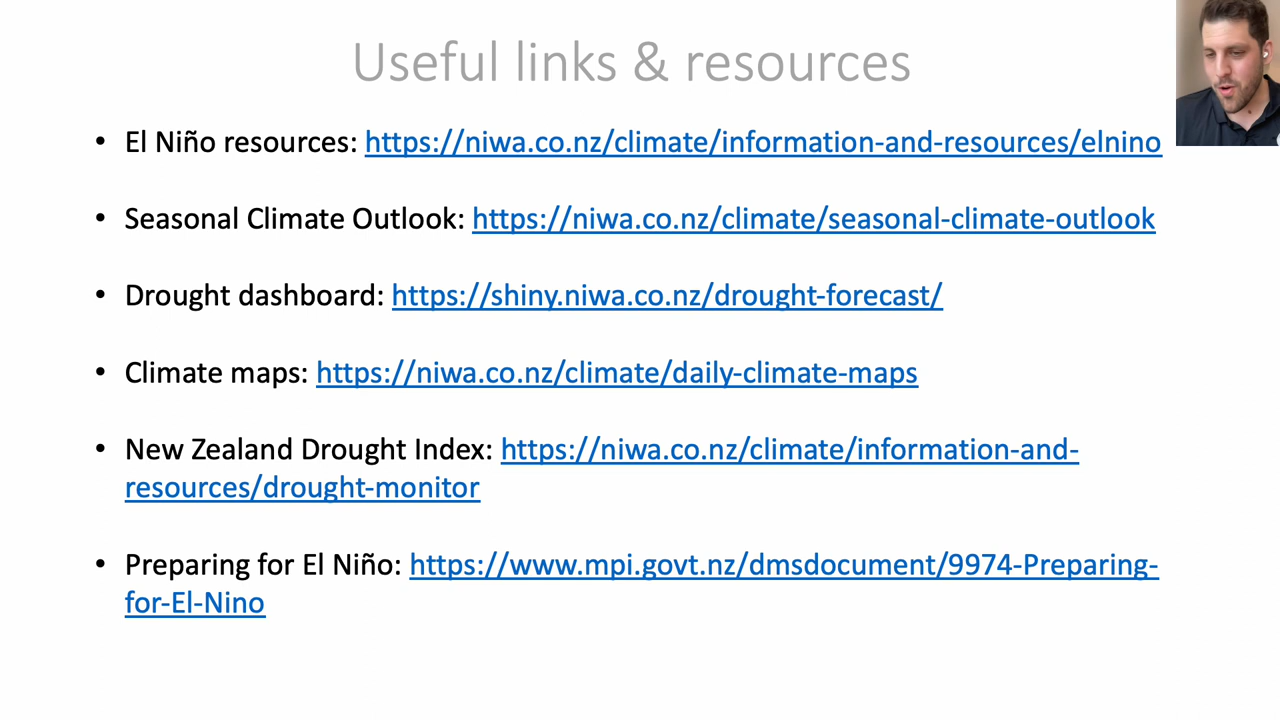 Useful links & resources
• El Niño resources: https://niwa.co.nz/climate/information-and-resources/elnino
• Seasonal Climate Outlook: https://niwa.co.nz/climate/seasonal-climate-outlook
• Drought dashboard: https://shiny.niwa.co.nz/drought-forecast/
• Climate maps: https://niwa.co.nz/climate/daily-climate-maps
• New Zealand Drought Index: https://niwa.co.nz/climate/information-and-
resources/drought-monitor
• Preparing for El Niño: https://www.mpi.govt.nz/dmsdocument/9974-Preparing-
for-El-Nino